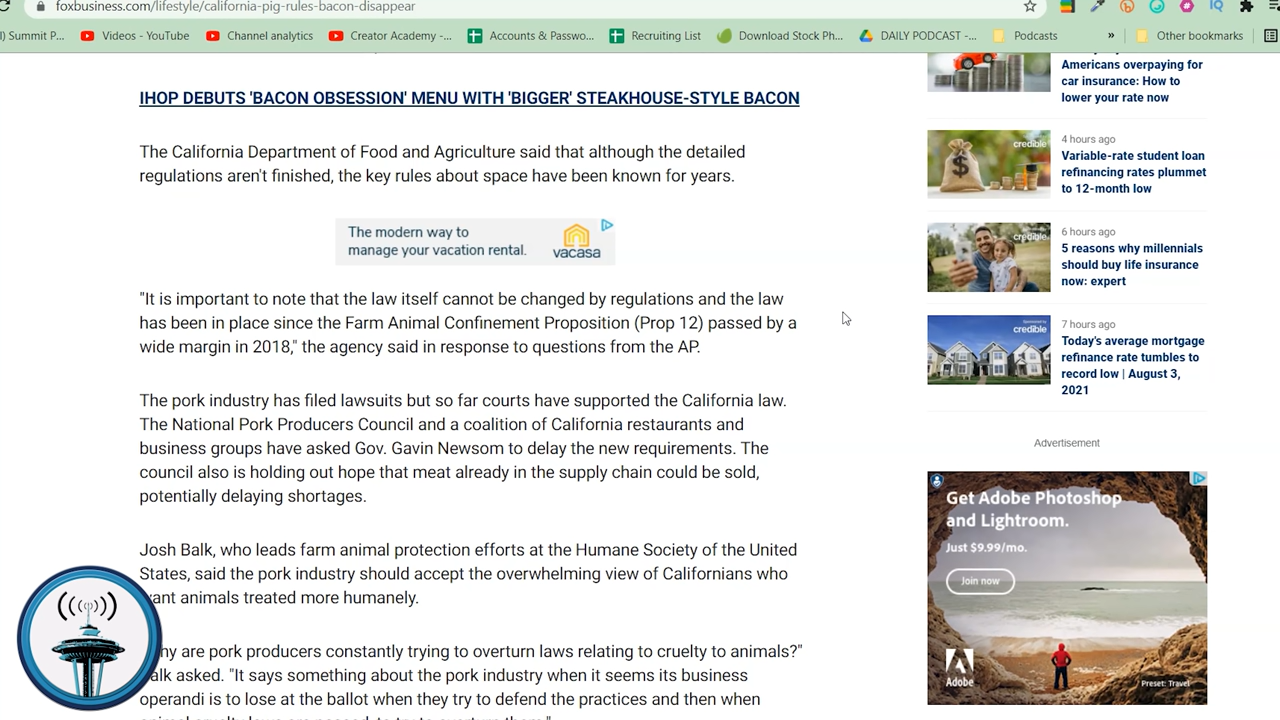 foxbusiness.com/lifestyle/california-pig-rules-bacon-disappear
I) Summit P... Videos - YouTube Channel analytics Creator Academy -... Accounts & Passwo... Recruiting List Download Stock Ph... DAILY PODCAST -... Podcasts » Other bookmarks
IHOP DEBUTS 'BACON OBSESSION' MENU WITH 'BIGGER' STEAKHOUSE-STYLE BACON
The California Department of Food and Agriculture said that although the detailed
regulations aren't finished, the key rules about space have been known for years.
The modern way to
manage your vacation rental.
vacasa
"It is important to note that the law itself cannot be changed by regulations and the law
has been in place since the Farm Animal Confinement Proposition (Prop 12) passed by a
wide margin in 2018," the agency said in response to questions from the AP.
The pork industry has filed lawsuits but so far courts have supported the California law.
The National Pork Producers Council and a coalition of California restaurants and
business groups have asked Gov. Gavin Newsom to delay the new requirements. The
council also is holding out hope that meat already in the supply chain could be sold,
potentially delaying shortages.
Josh Balk, who leads farm animal protection efforts at the Humane Society of the United
States, said the pork industry should accept the overwhelming view of Californians who
want animals treated more humanely.
hy are pork producers constantly trying to overturn laws relating to cruelty to animals?"
alk asked. "It says something about the pork industry when it seems its business
operandi is to lose at the ballot when they try to defend the practices and then when
animal cruelty laws are passed, to try to overturn them."
Americans overpaying for
car insurance: How to
lower your rate now
credible
4 hours ago
Variable-rate student loan
refinancing rates plummet
to 12-month low
credible
6 hours ago
5 reasons why millennials
should buy life insurance
now: expert
credible
7 hours ago
Today's average mortgage
refinance rate tumbles to
record low | August 3,
2021
Advertisement
Get Adobe Photoshop
and Lightroom.
Just $9.99/mo.
Join now
Adobe
Preset: Travel